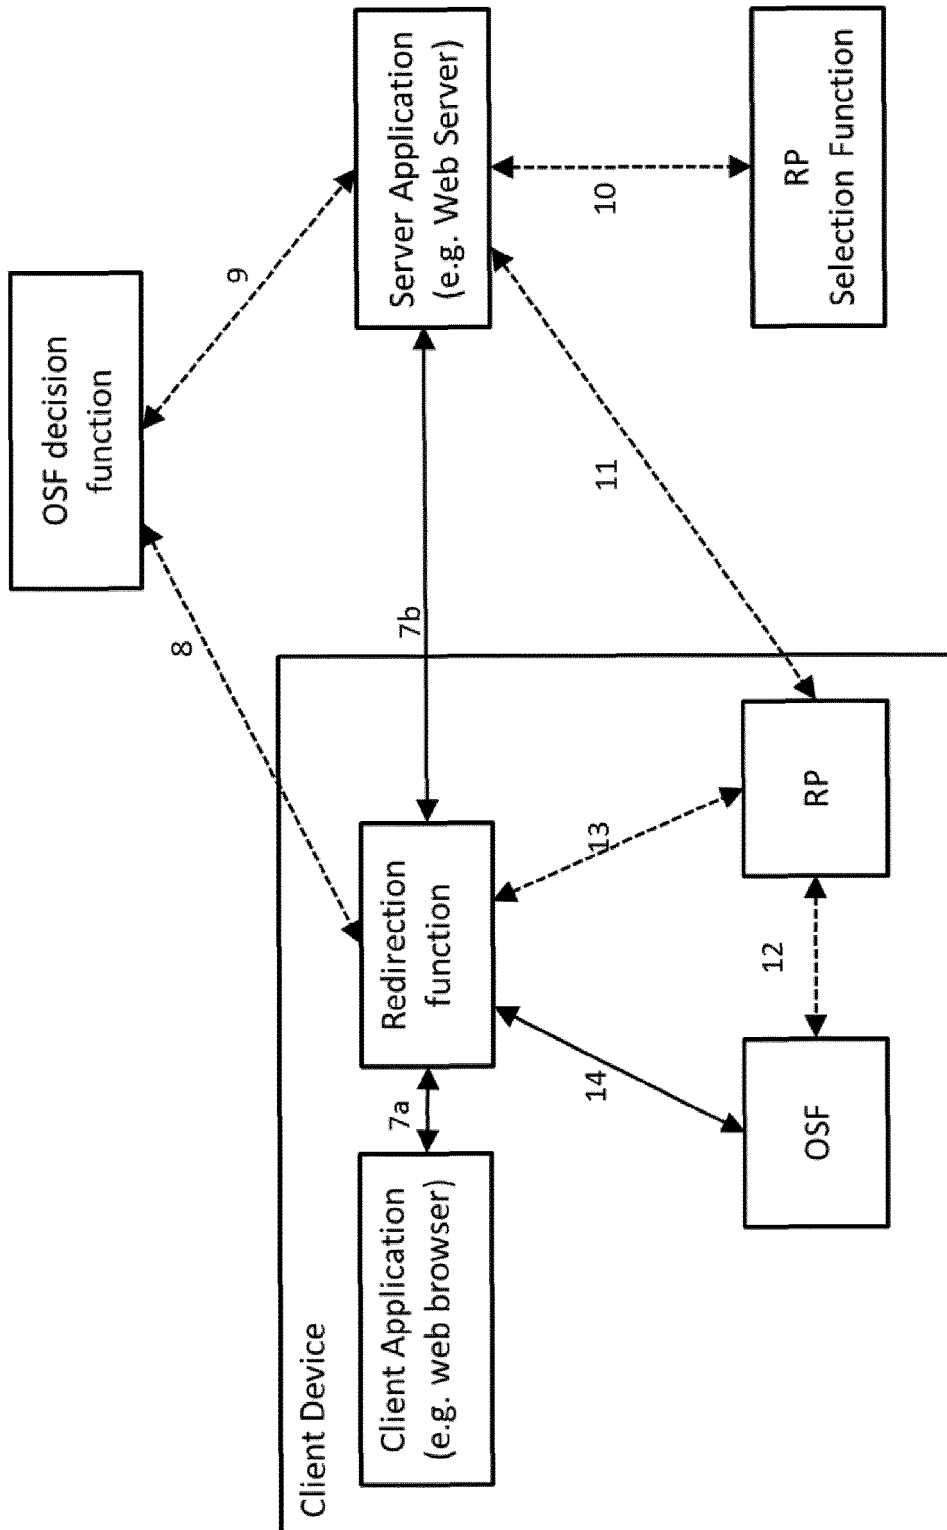 OSF decision
function
8
9
Client Device
Client Application
(e.g. web browser)
7a
Redirection
function
7b
Server Application
(e.g. Web Server)
14
13
11
10
OSF
12
RP
RP
Selection Function